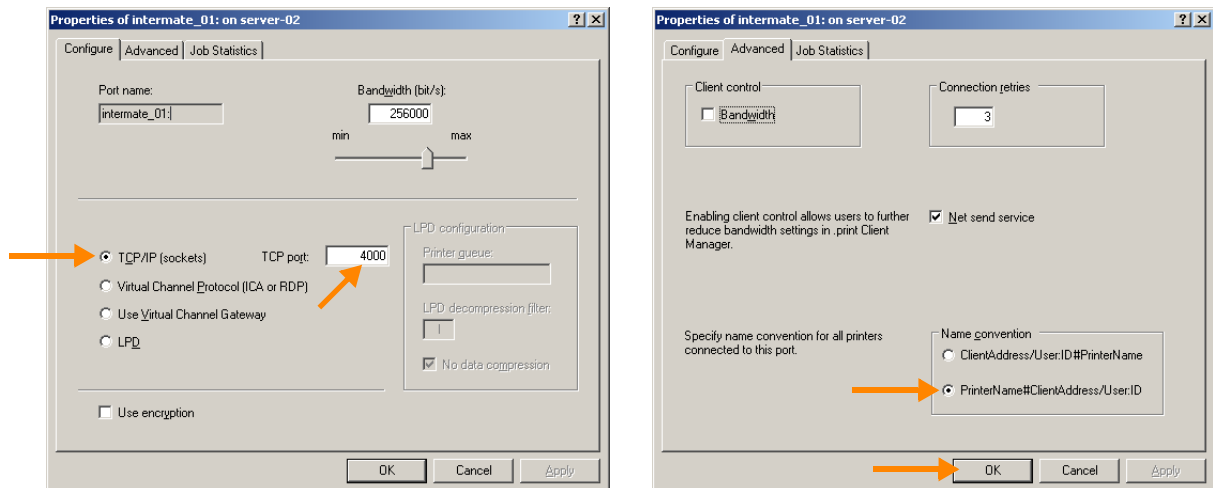 Properties of intermate_01: on server-02
Configure Advanced Job Statistics
Port name:
intermate_01:
Bandwidth (bit/s):
256000
min max
TCP/IP (sockets) TCP port: 4000
Virtual Channel Protocol (ICA or RDP)
Use Virtual Channel Gateway
LPD
LPD configuration
Printer queue:
LPD decompression filter:
l
No data compression
Use encryption
OK Cancel Apply
Properties of intermate_01: on server-02
Configure Advanced Job Statistics
Client control
Bandwidth
Connection retries
3
Enabling client control allows users to further
reduce bandwidth settings in .print Client
Manager.
Net send service
Specify name convention for all printers
connected to this port.
Name convention
ClientAddress/User:ID#PrinterName
PrinterName#ClientAddress/User:ID
OK Cancel Apply